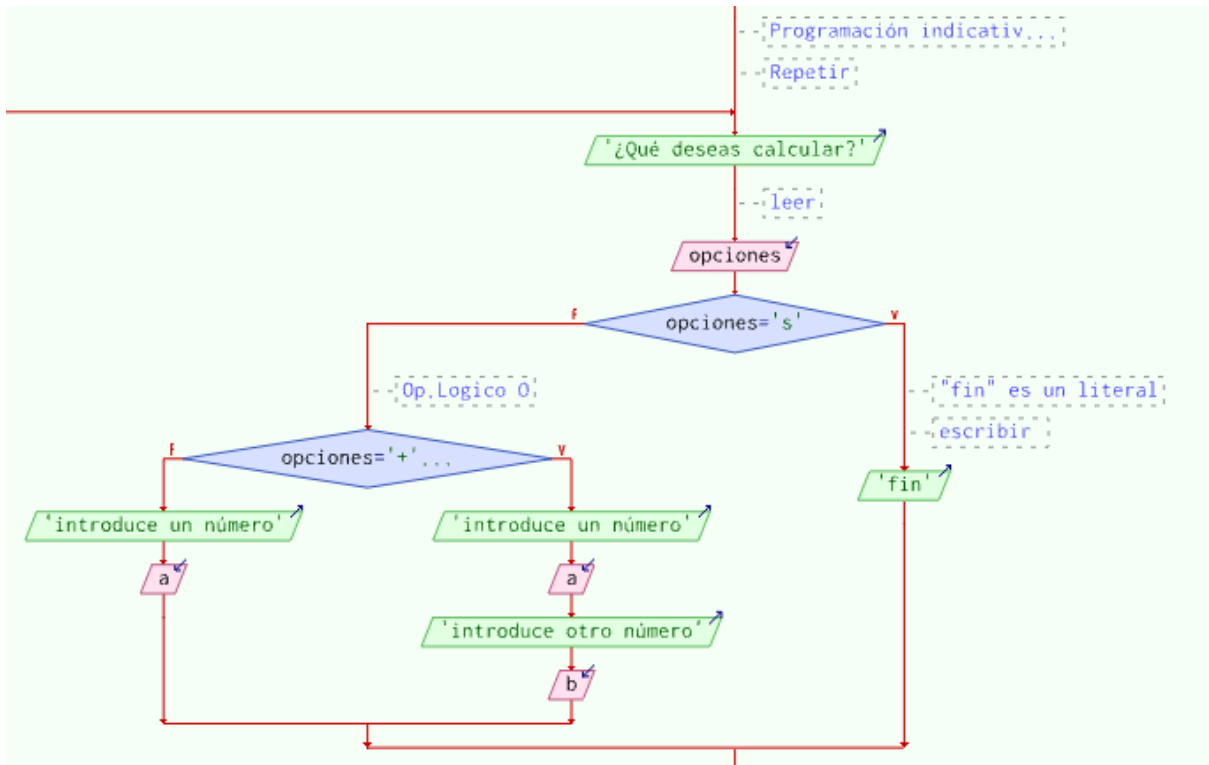 Programación indicativ...
Repetir
'¿Qué deseas calcular?'
leer
opciones
opciones='s'
F
V
Op.Logico O
"fin" es un literal
escribir
opciones='+'...
F
V
'fin'
'introduce un número'
'introduce un número'
a
a
'introduce otro número'
b